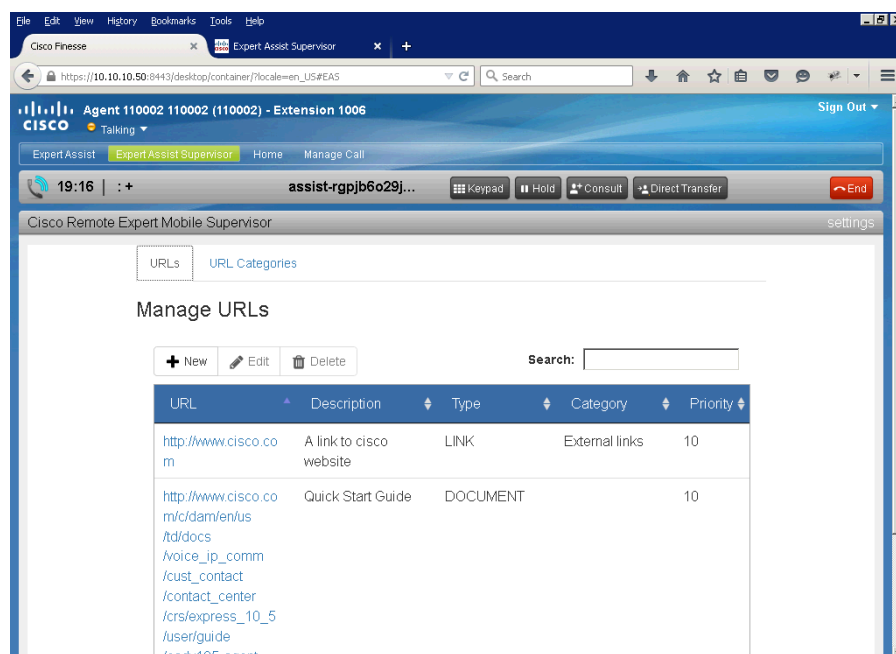 File Edit View History Bookmarks Tools Help
Cisco Finesse × Expert Assist Supervisor × +
https://10.10.10.50:8443/desktop/container/?locale=en_US#EAS Search
CISCO Agent 110002 110002 (110002) - Extension 1006 Sign Out
Talking
Expert Assist Expert Assist Supervisor Home Manage Call
19:16 | : + assist-rgpjb6o29j... Keypad Hold Consult Direct Transfer End
Cisco Remote Expert Mobile Supervisor settings
URLs URL Categories
Manage URLs
New Edit Delete Search:
URL Description Type Category Priority
http://www.cisco.co A link to cisco LINK External links 10
m website
http://www.cisco.co Quick Start Guide DOCUMENT 10
m/c/dam/en/us
/td/docs
/voice_ip_comm
/cust_contact
/contact_center
/crs/express_10_5
/user/guide